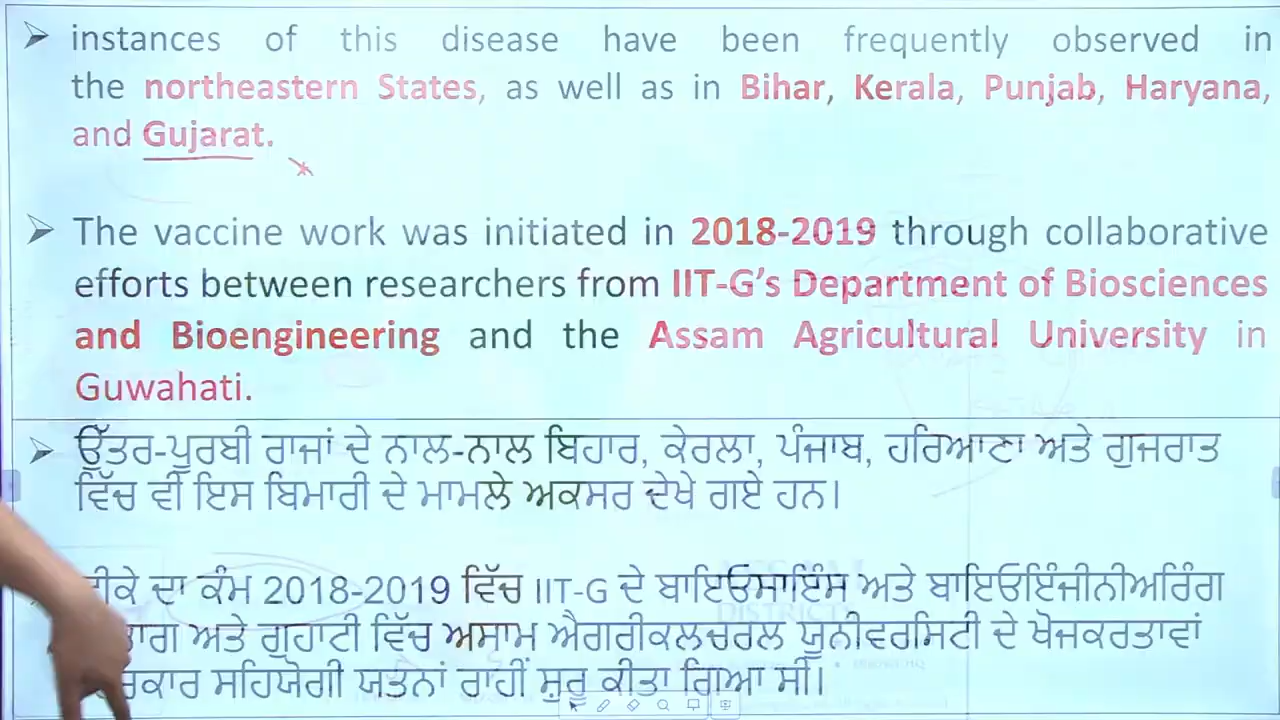 instances of this disease have been frequently observed in
the northeastern States, as well as in Bihar, Kerala, Punjab, Haryana,
and Gujarat.
The vaccine work was initiated in 2018-2019 through collaborative
efforts between researchers from IIT-G’s Department of Biosciences
and Bioengineering and the Assam Agricultural University in
Guwahati.
ਉੱਤਰ-ਪੂਰਬੀ ਰਾਜਾਂ ਦੇ ਨਾਲ-ਨਾਲ ਬਿਹਾਰ, ਕੇਰਲਾ, ਪੰਜਾਬ, ਹਰਿਆਣਾ ਅਤੇ ਗੁਜਰਾਤ
ਵਿੱਚ ਵੀ ਇਸ ਬਿਮਾਰੀ ਦੇ ਮਾਮਲੇ ਅਕਸਰ ਦੇਖੇ ਗਏ ਹਨ।
ਦਾ ਕੰਮ 2018-2019 ਵਿੱਚ IIT-G ਦੇ ਬਾਇਓਸਾਇੰਸ ਅਤੇ ਬਾਇਓਇੰਜੀਨੀਅਰਿੰਗ
ਅਤੇ ਗੁਹਾਟੀ ਵਿੱਚ ਅਸਾਮ ਐਗਰੀਕਲਚਰਲ ਯੂਨੀਵਰਸਿਟੀ ਦੇ ਖੋਜਕਰਤਾਵਾਂ
ਸਹਿਯੋਗੀ ਯਤਨਾਂ ਰਾਹੀਂ ਸ਼ੁਰੂ ਕੀਤਾ ਗਿਆ ਸੀ।